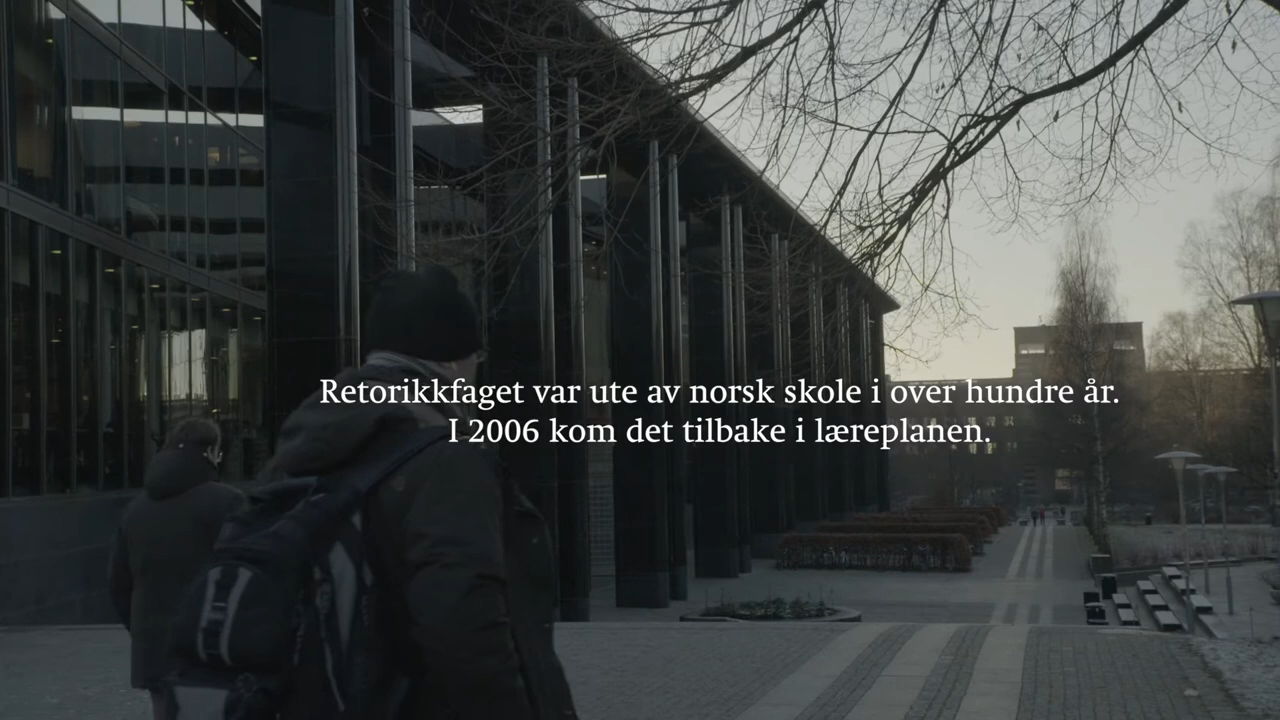 Retorikkfaget var ute av norsk skole i over hundre år.
I 2006 kom det tilbake i læreplanen.